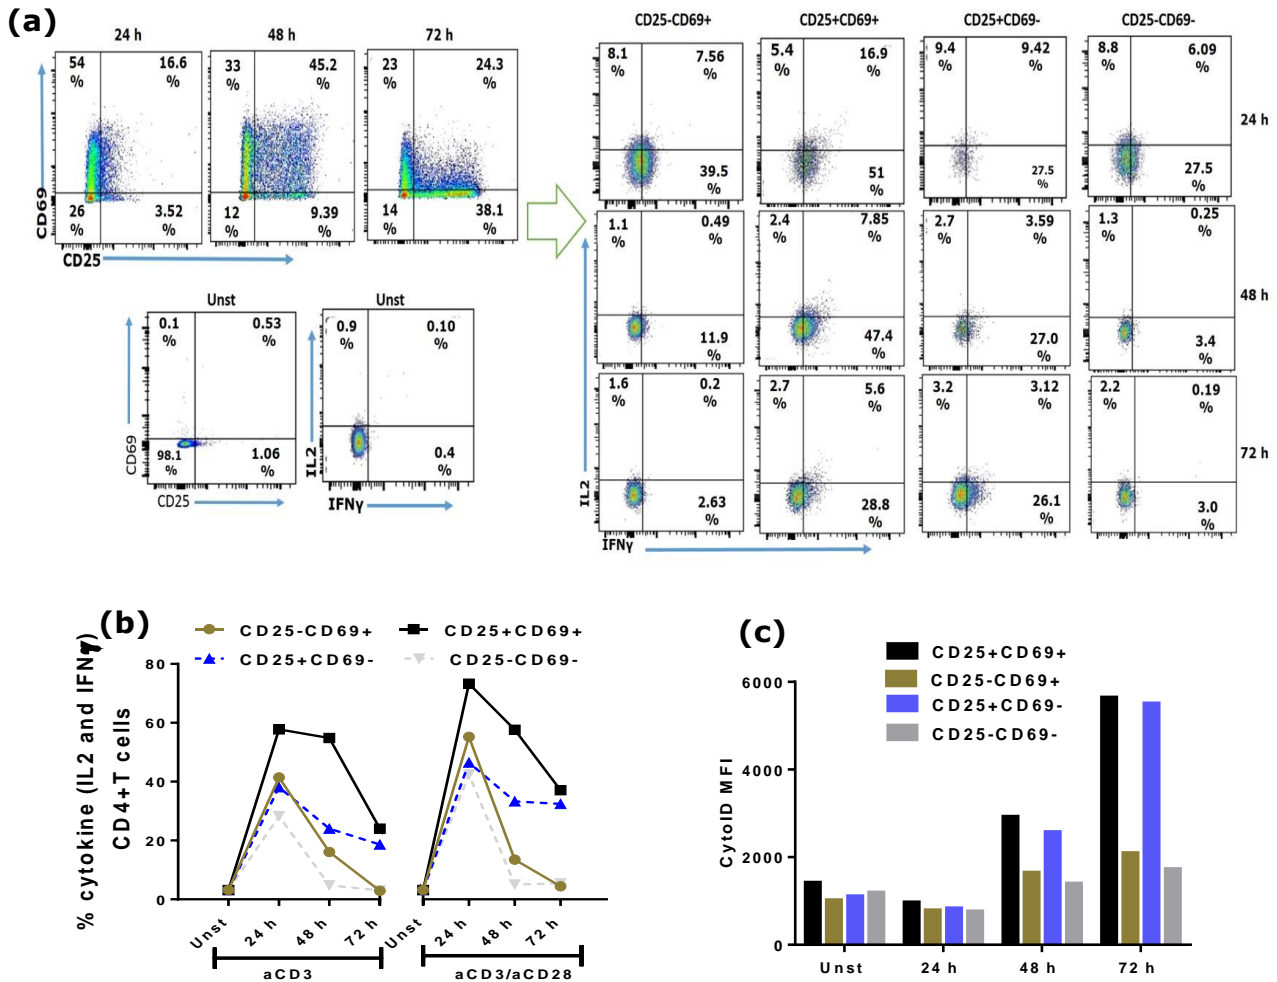 (a)
24 h 48 h 72 h
54 % 16.6 % 33 % 45.2 % 23 % 24.3 %
26 % 3.52 % 12 % 9.39 % 14 % 38.1 %
CD69
CD25
Unst Unst
0.1 % 0.53 % 0.9 % 0.10 %
98.1 % 1.06 % 0.4 %
CD69
CD25
IL2
IFNγ
CD25-CD69+ CD25+CD69+ CD25+CD69- CD25-CD69-
8.1 % 7.56 % 5.4 % 16.9 % 9.4 % 9.42 % 8.8 % 6.09 %
24 h
39.5 % 51 % 27.5 % 27.5 %
1.1 % 0.49 % 2.4 % 7.85 % 2.7 % 3.59 % 1.3 % 0.25 %
48 h
11.9 % 47.4 % 27.0 % 3.4 %
1.6 % 0.2 % 2.7 % 5.6 % 3.2 % 3.12 % 2.2 % 0.19 %
72 h
2.63 % 28.8 % 26.1 % 3.0 %
IL2
IFNγ
(b)
CD25-CD69+ CD25+CD69+
CD25+CD69- CD25-CD69-
% cytokine (IL2 and IFNγ)
CD4+T cells
80
60
40
20
0
Unst 24 h 48 h 72 h Unst 24 h 48 h 72 h
aCD3 aCD3/aCD28
(c)
CD25+CD69+
CD25-CD69+
CD25+CD69-
CD25-CD69-
CytoID MFI
6000
4000
2000
0
Unst 24 h 48 h 72 h